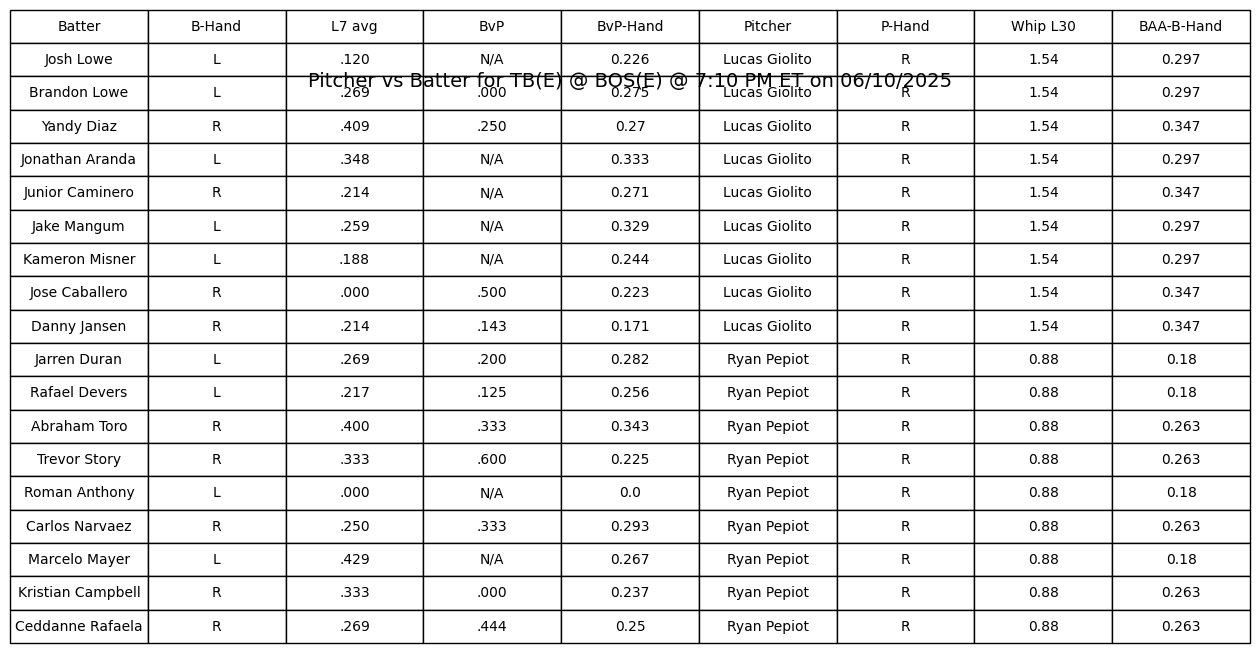 Batter B-Hand L7 avg BvP BvP-Hand Pitcher P-Hand Whip L30 BAA-B-Hand
Josh Lowe L .120 N/A 0.226 Lucas Giolito R 1.54 0.297
Pitcher vs Batter for TB(E) @ BOS(E) @ 7:10 PM ET on 06/10/2025
Brandon Lowe L .269 .000 0.275 Lucas Giolito R 1.54 0.297
Yandy Diaz R .409 .250 0.27 Lucas Giolito R 1.54 0.347
Jonathan Aranda L .348 N/A 0.333 Lucas Giolito R 1.54 0.297
Junior Caminero R .214 N/A 0.271 Lucas Giolito R 1.54 0.347
Jake Mangum L .259 N/A 0.329 Lucas Giolito R 1.54 0.297
Kameron Misner L .188 N/A 0.244 Lucas Giolito R 1.54 0.297
Jose Caballero R .000 .500 0.223 Lucas Giolito R 1.54 0.347
Danny Jansen R .214 .143 0.171 Lucas Giolito R 1.54 0.347
Jarren Duran L .269 .200 0.282 Ryan Pepiot R 0.88 0.18
Rafael Devers L .217 .125 0.256 Ryan Pepiot R 0.88 0.18
Abraham Toro R .400 .333 0.343 Ryan Pepiot R 0.88 0.263
Trevor Story R .333 .600 0.225 Ryan Pepiot R 0.88 0.263
Roman Anthony L .000 N/A 0.0 Ryan Pepiot R 0.88 0.18
Carlos Narvaez R .250 .333 0.293 Ryan Pepiot R 0.88 0.263
Marcelo Mayer L .429 N/A 0.267 Ryan Pepiot R 0.88 0.18
Kristian Campbell R .333 .000 0.237 Ryan Pepiot R 0.88 0.263
Ceddanne Rafaela R .269 .444 0.25 Ryan Pepiot R 0.88 0.263